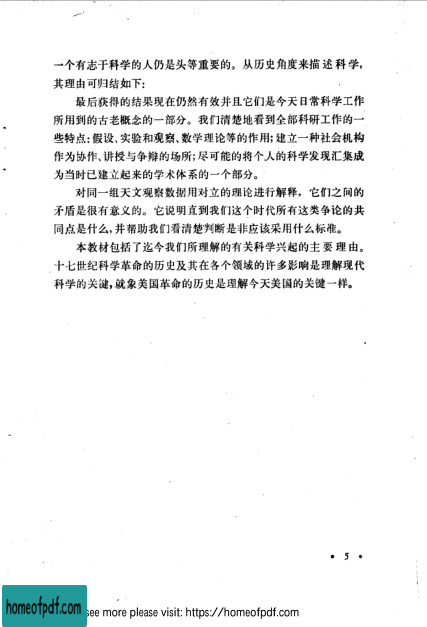 一个有志于科学的人仍是头等重要的。从历史角度来描述科学,
其理由可归结如下:
最后获得的结果现在仍然有效并且它们是今天日常科学工作
所用到的古老概念的一部分。我们清楚地看到全部科研工作的一
些特点:假设、实验和观察、数学理论等的作用;建立一种社会机构
作为协作、讲授与争辩的场所;尽可能的将个人的科学发现汇集成
为当时已建立起来的学术体系的一个部分。
对同一组天文观察数据用对立的理论进行解释,它们之间的
矛盾是很有意义的。它说明直到我们这个时代所有这类争论的共
同点是什么,并帮助我们看清楚判断是非应该采用什么标准。
本教材包括了迄今我们所理解的有关科学兴起的主要理由。
十七世纪科学革命的历史及其在各个领域的许多影响是理解现代
科学的关键,就象美国革命的历史是理解今天美国的关键一样。
• 5 •
homeofpdf.com
see more please visit: https://homeofpdf.com